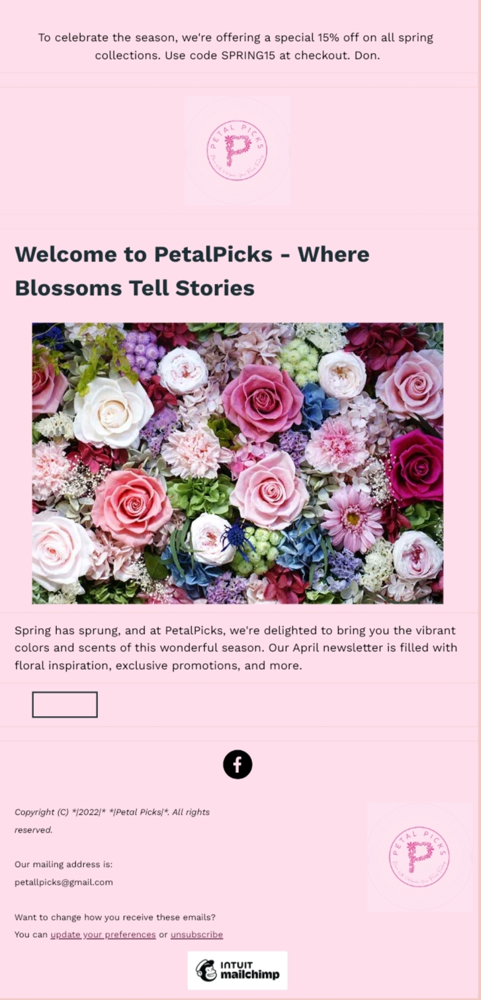 To celebrate the season, we're offering a special 15% off on all spring
collections. Use code SPRING15 at checkout. Don.
PETAL PICKS
P
Welcome to PetalPicks - Where
Blossoms Tell Stories
Spring has sprung, and at PetalPicks, we're delighted to bring you the vibrant
colors and scents of this wonderful season. Our April newsletter is filled with
floral inspiration, exclusive promotions, and more.
Copyright (C) *|2022|* *|Petal Picks|*. All rights
reserved.
PETAL PICKS
P
Our mailing address is:
petallpicks@gmail.com
Want to change how you receive these emails?
You can update your preferences or unsubscribe
INTUIT
mailchimp